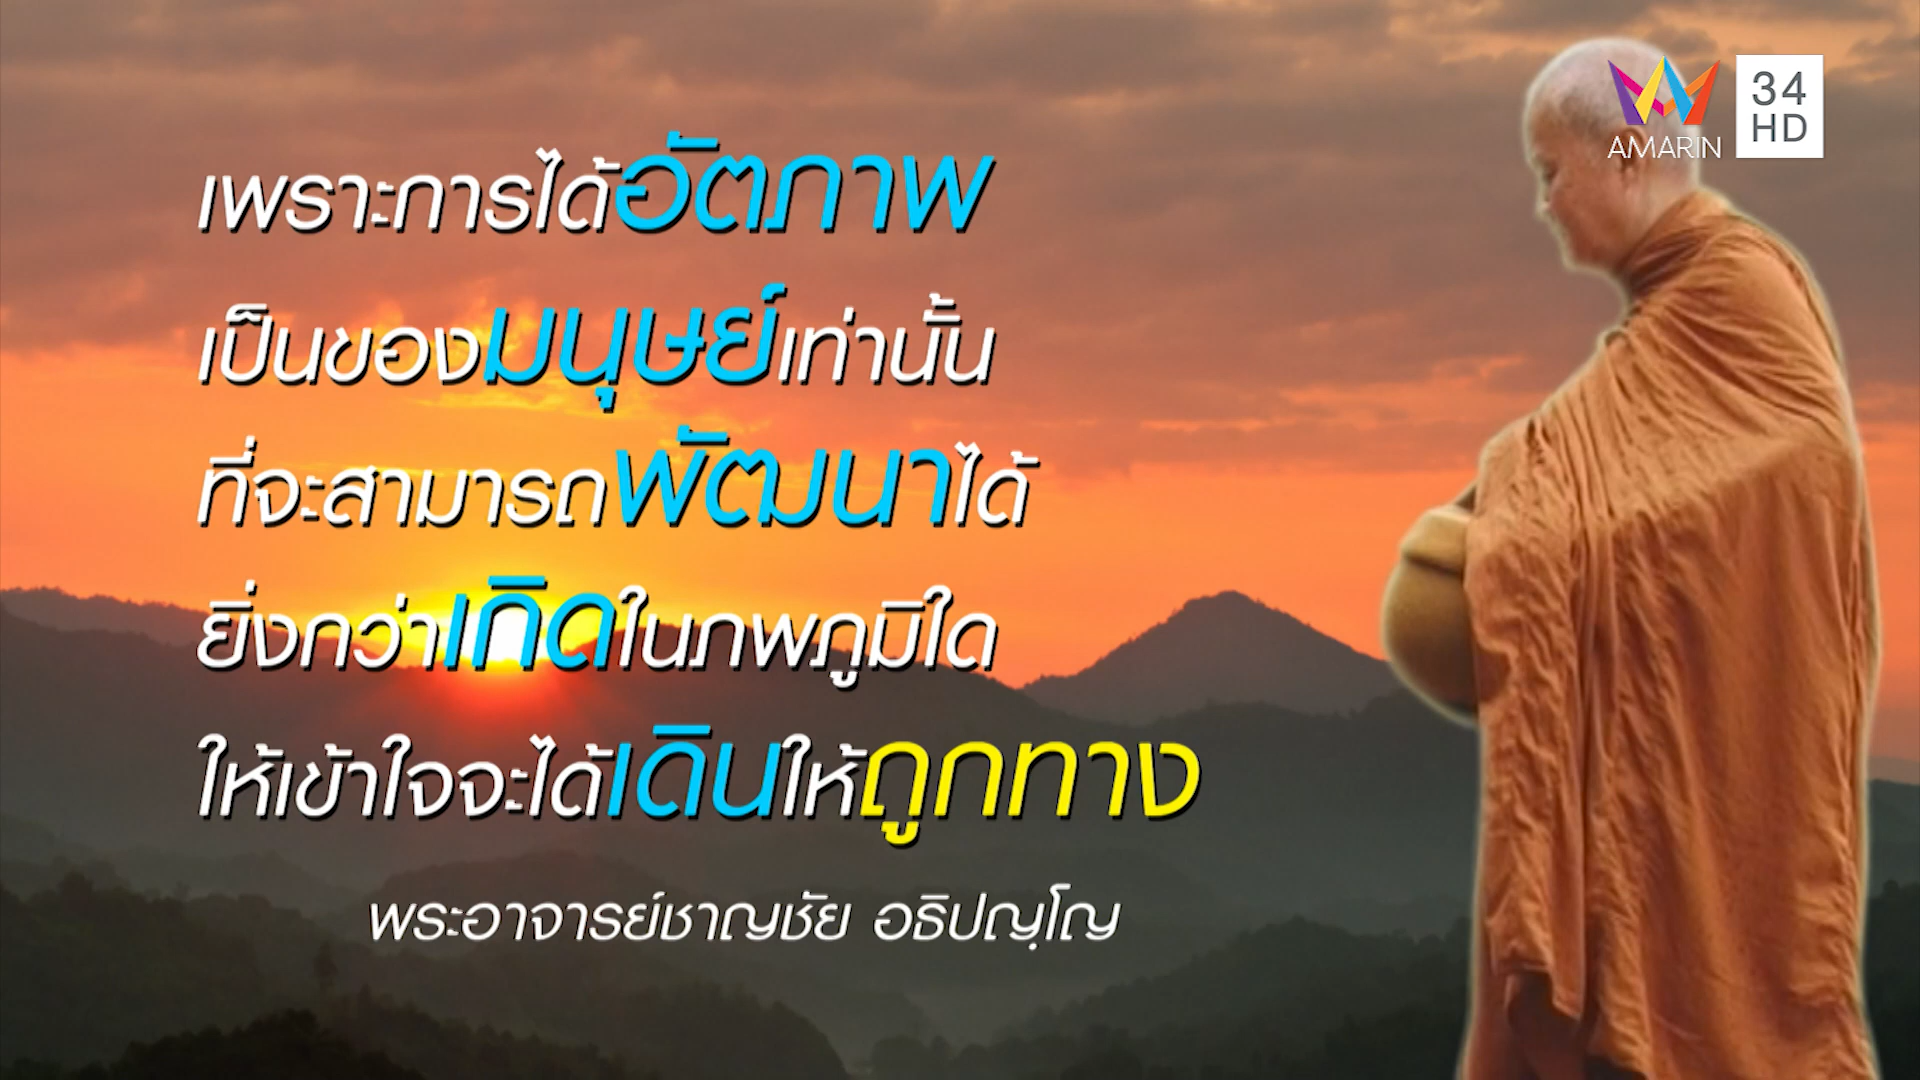 AMARIN
34
HD
เพราะการได้อัตภาพ
เป็นของมนุษย์เท่านั้น
ที่จะสามารถพัฒนาได้
ยิ่งกว่าเกิดในภพภูมิใด
ให้เข้าใจจะได้เดินให้ถูกทาง
พระอาจารย์ชาญชัย อธิปญฺโญ